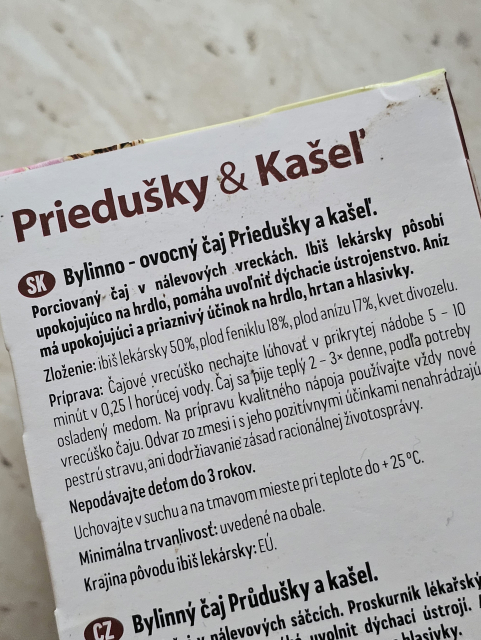 Priedušky & Kašeľ
SK Bylinno - ovocný čaj Priedušky a kašeľ.
Porciovaný čaj v nálevových vreckách. Ibiš lekársky pôsobí
upokojujúco na hrdlo, pomáha uvoľniť dýchacie ústrojenstvo. Aníz
má upokojujúci a priaznivý účinok na hrdlo, hrtan a hlasivky.
Zloženie: ibiš lekársky 50%, plod feniklu 18%, plod anízu 17%, kvet divozelu.
Príprava: Čajové vrecúško nechajte lúhovať v prikrytej nádobe 5 - 10
minút v 0,25 l horúcej vody. Čaj sa pije teplý 2 - 3× denne, podľa potreby
osladený medom. Na prípravu kvalitného nápoja používajte vždy nové
vrecúško čaju. Odvar zo zmesi i s jeho pozitívnymi účinkami nenahrádzajú
pestrú stravu, ani dodržiavanie zásad racionálnej životosprávy.
Nepodávajte deťom do 3 rokov.
Uchovajte v suchu a na tmavom mieste pri teplote do + 25 °C.
Minimálna trvanlivosť: uvedené na obale.
Krajina pôvodu ibiš lekársky: EÚ.
CZ Bylinný čaj Průdušky a kašel.
v nálevových sáčcích. Proskurník lékařský
uvolnit dýchací ústrojí.
hlasivky.